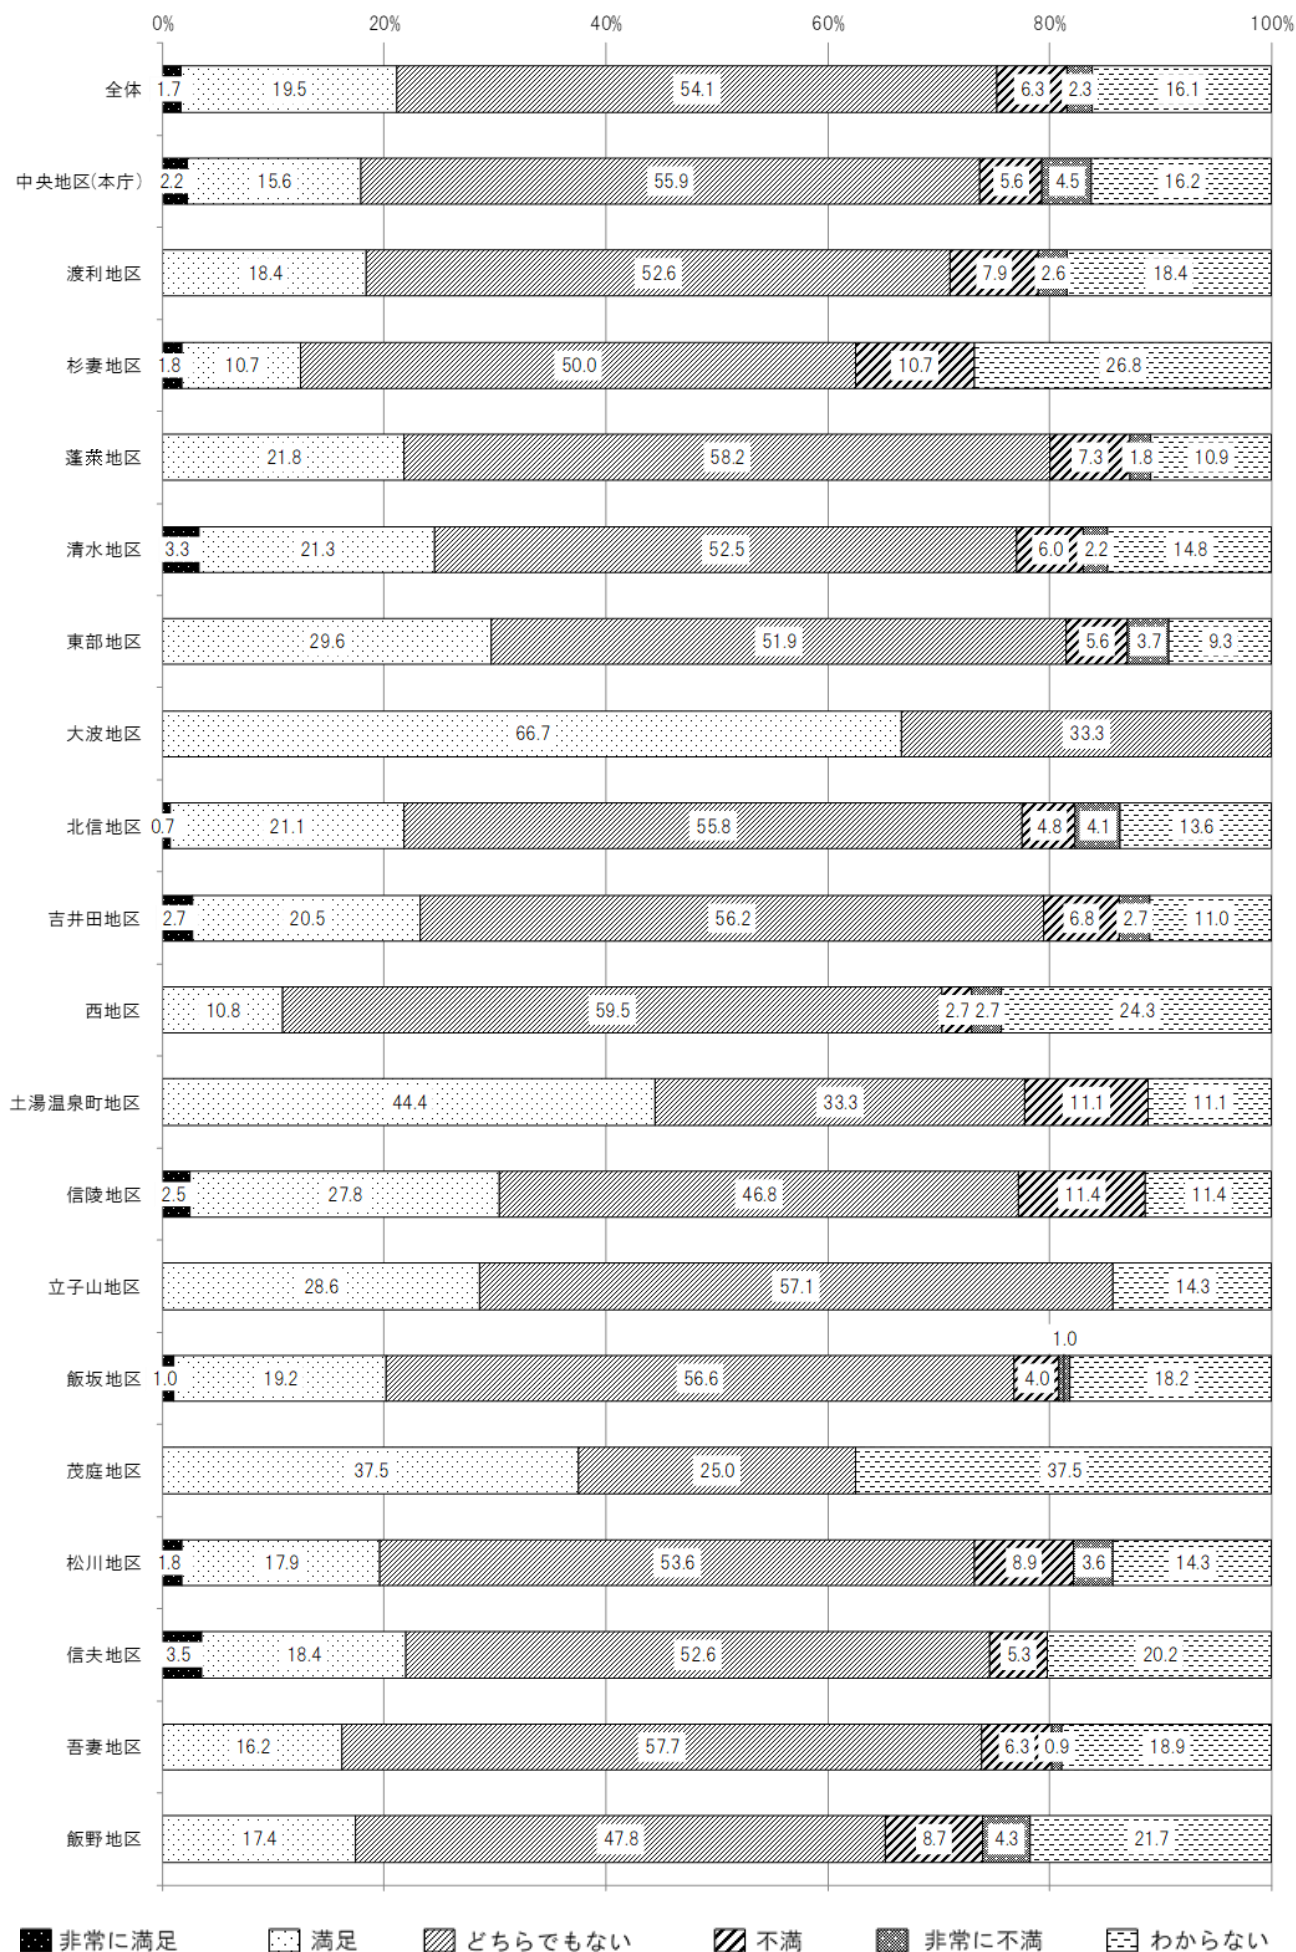 0% 20% 40% 60% 80% 100%
全体 1.7 19.5 54.1 6.3 2.3 16.1
中央地区(本庁) 2.2 15.6 55.9 5.6 4.5 16.2
渡利地区 18.4 52.6 7.9 2.6 18.4
杉妻地区 1.8 10.7 50.0 10.7 26.8
蓬萊地区 21.8 58.2 7.3 1.8 10.9
清水地区 3.3 21.3 52.5 6.0 2.2 14.8
東部地区 29.6 51.9 5.6 3.7 9.3
大波地区 66.7 33.3
北信地区 0.7 21.1 55.8 4.8 4.1 13.6
吉井田地区 2.7 20.5 56.2 6.8 2.7 11.0
西地区 10.8 59.5 2.7 2.7 24.3
土湯温泉町地区 44.4 33.3 11.1 11.1
信陵地区 2.5 27.8 46.8 11.4 11.4
立子山地区 28.6 57.1 14.3
1.0
飯坂地区 1.0 19.2 56.6 4.0 18.2
茂庭地区 37.5 25.0 37.5
松川地区 1.8 17.9 53.6 8.9 3.6 14.3
信夫地区 3.5 18.4 52.6 5.3 20.2
吾妻地区 16.2 57.7 6.3 0.9 18.9
飯野地区 17.4 47.8 8.7 4.3 21.7
非常に満足 満足 どちらでもない 不満 非常に不満 わからない